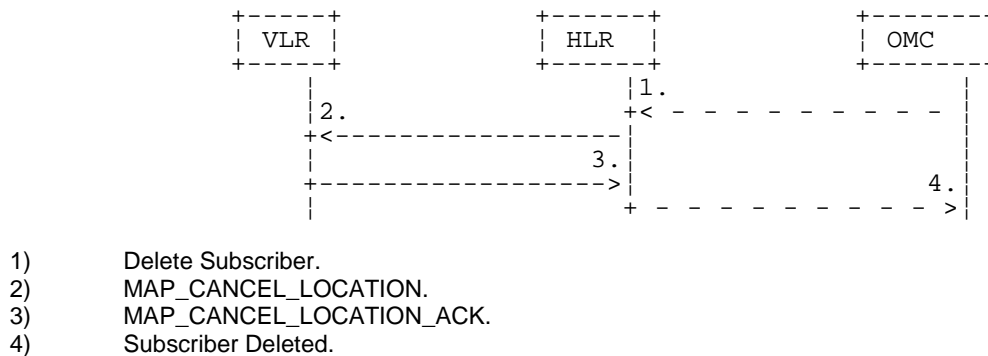 +-----+ +------+ +--------
¦ VLR ¦ ¦ HLR ¦ ¦ OMC
+-----+ +------+ +--------
¦ ¦1. ¦
¦2. +< - - - - - - - - - - ¦
+<------------------¦ ¦
¦ 3.¦ ¦
+------------------>¦ 4.¦
¦ + - - - - - - - - - - >¦
1) Delete Subscriber.
2) MAP_CANCEL_LOCATION.
3) MAP_CANCEL_LOCATION_ACK.
4) Subscriber Deleted.